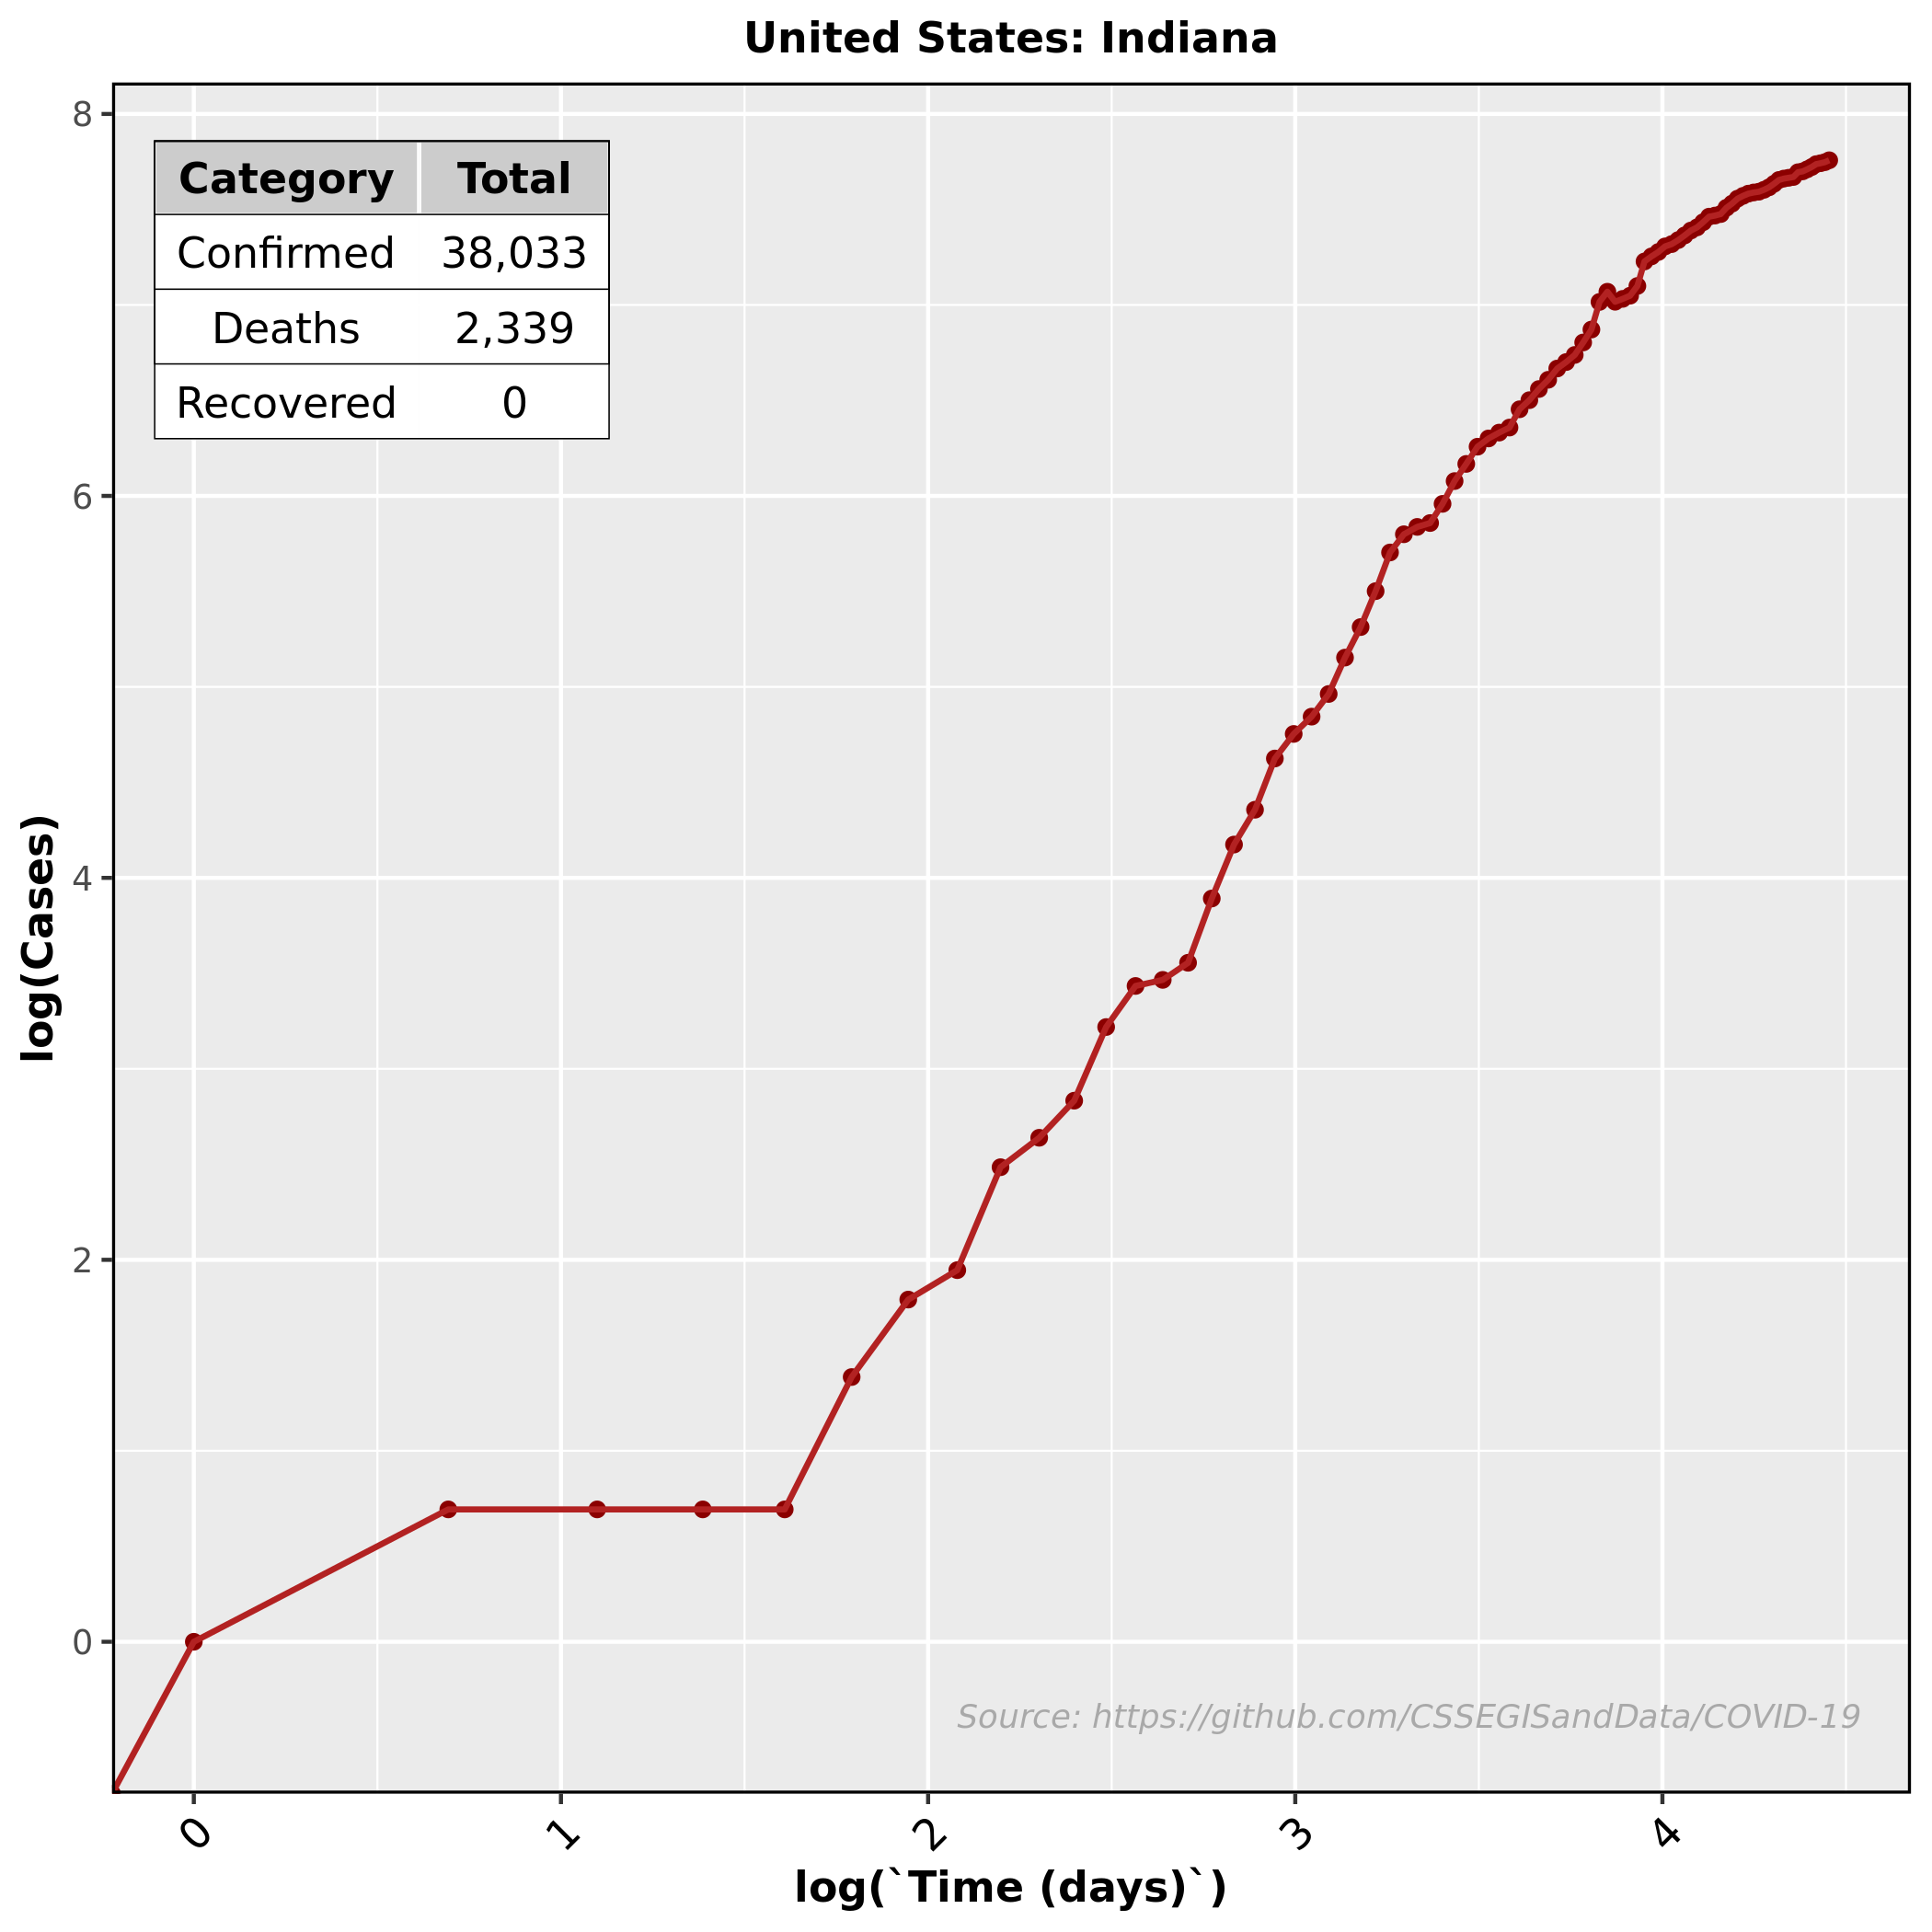 United States: Indiana
8
6
4
2
0
Category Total
Confirmed 38,033
Deaths 2,339
Recovered 0
log(Cases)
Source: https://github.com/CSSEGISandData/COVID-19
0 1 2 3 4
log(`Time (days)`)